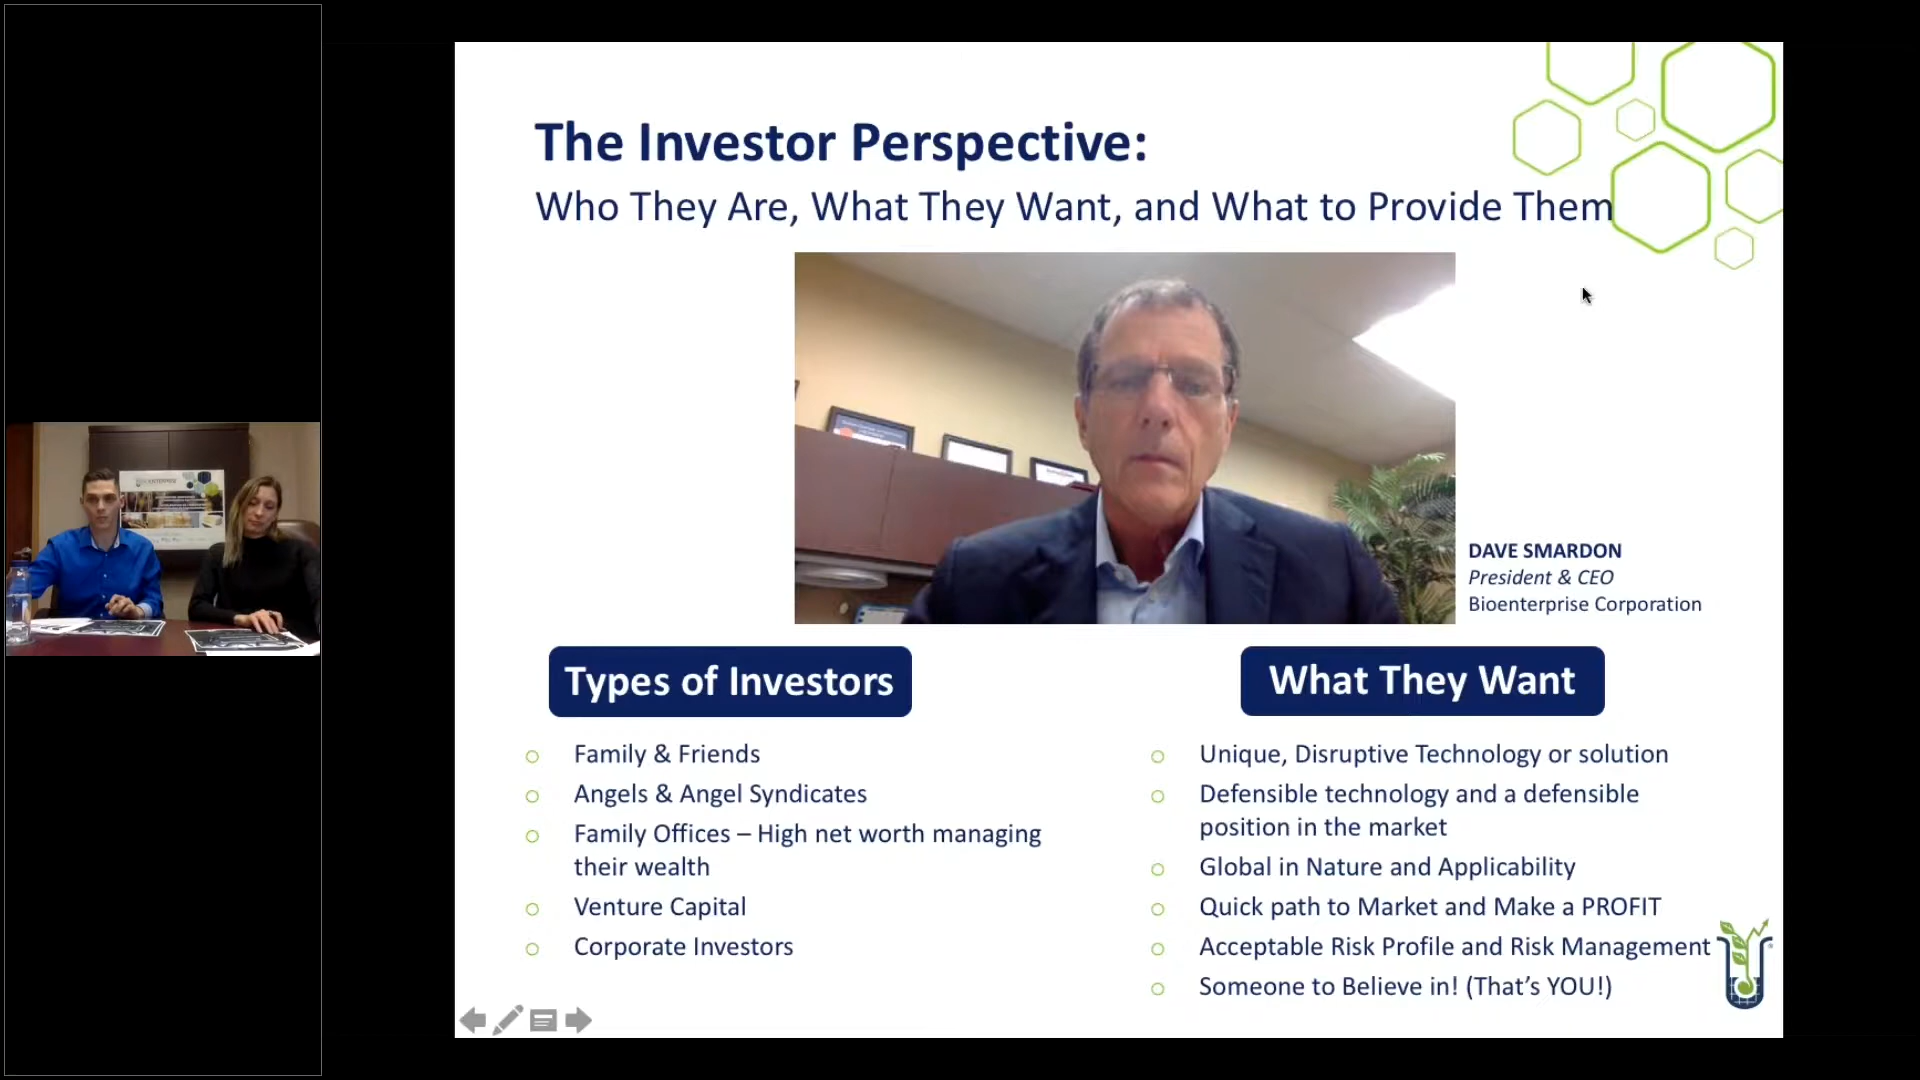 The Investor Perspective:
Who They Are, What They Want, and What to Provide Them
DAVE SMARDON
President & CEO
Bioenterprise Corporation
Types of Investors
Family & Friends
Angels & Angel Syndicates
Family Offices – High net worth managing
their wealth
Venture Capital
Corporate Investors
What They Want
Unique, Disruptive Technology or solution
Defensible technology and a defensible
position in the market
Global in Nature and Applicability
Quick path to Market and Make a PROFIT
Acceptable Risk Profile and Risk Management
Someone to Believe in! (That's YOU!)